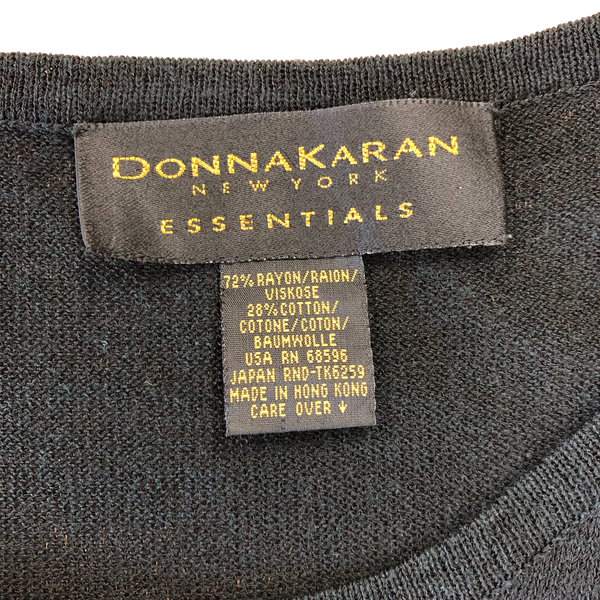 DONNAKARAN
NEW YORK
ESSENTIALS
72% RAYON/RAION/
VISKOSE
28% COTTON/
COTONE/COTON/
BAUMWOLLE
USA RN 68596
JAPAN RND-TK6259
MADE IN HONG KONG
CARE OVER ↓